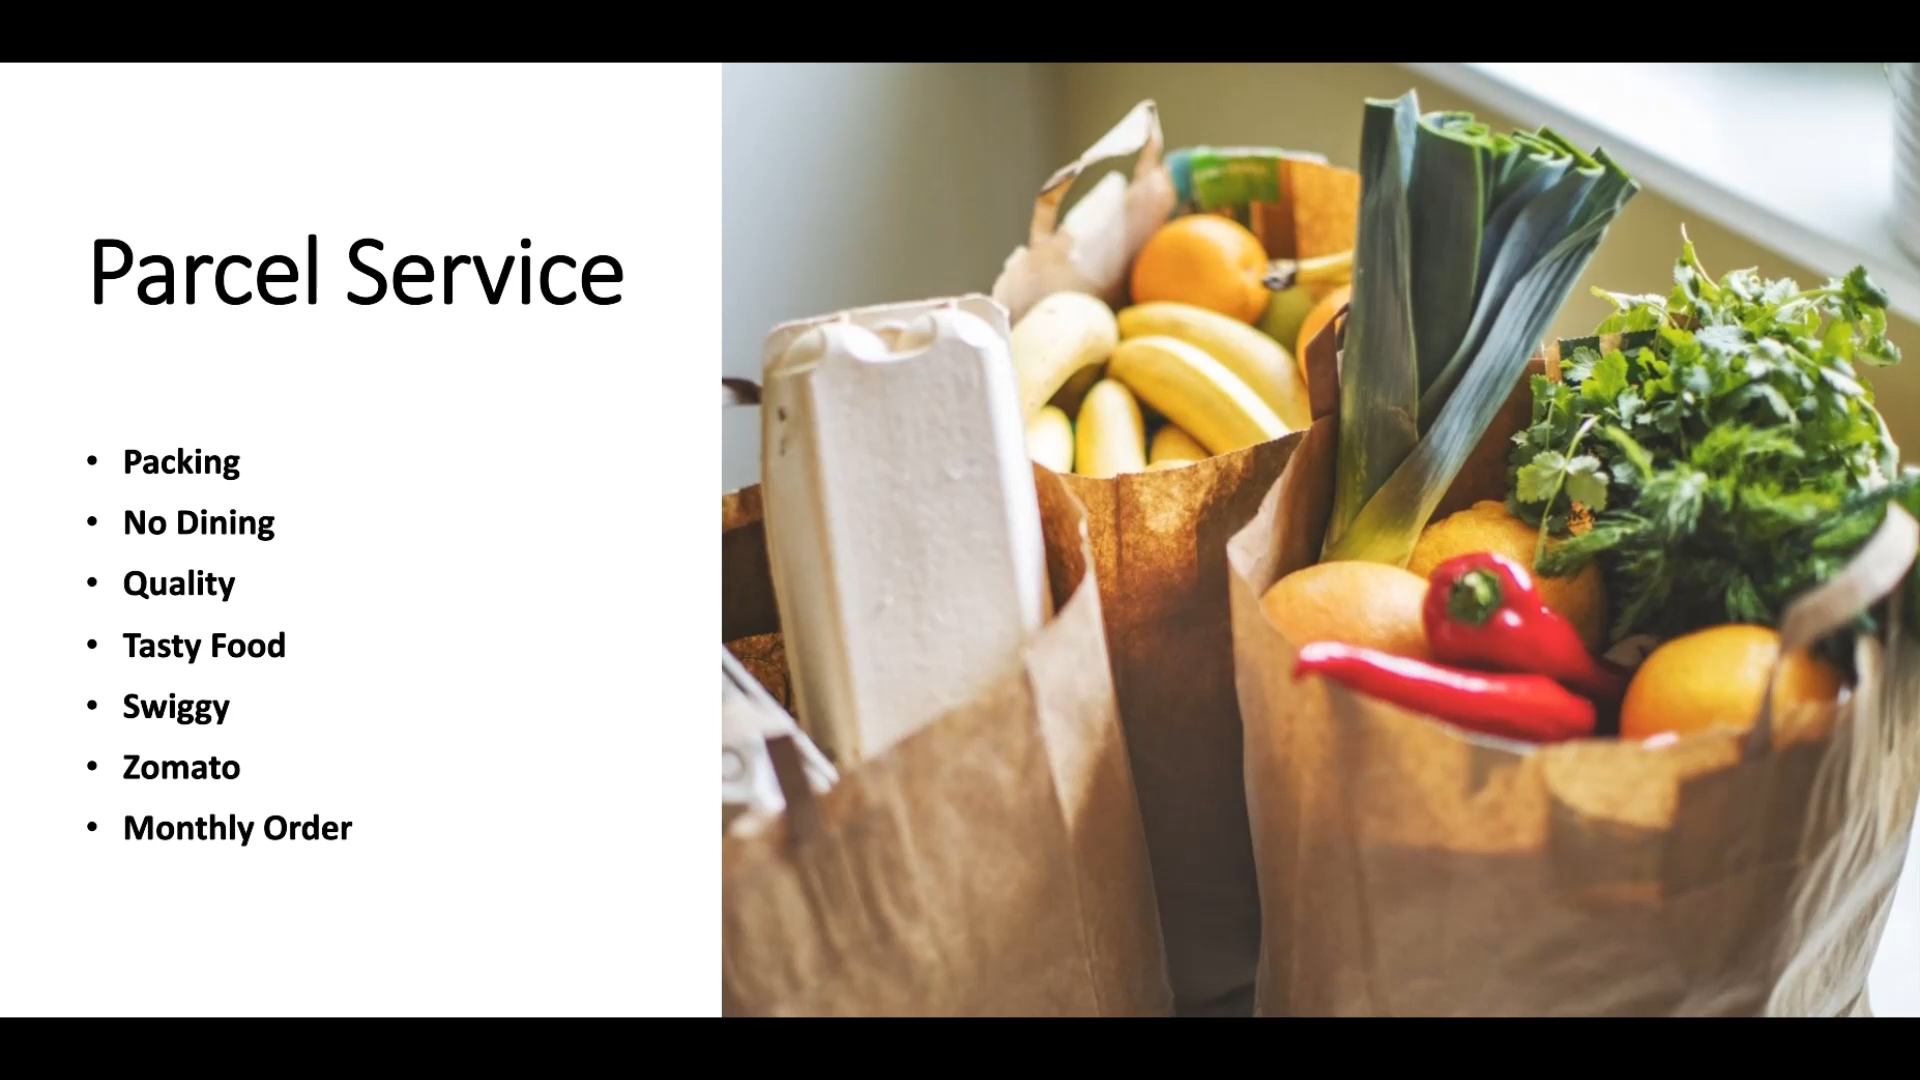 Parcel Service
• Packing
• No Dining
• Quality
• Tasty Food
• Swiggy
• Zomato
• Monthly Order